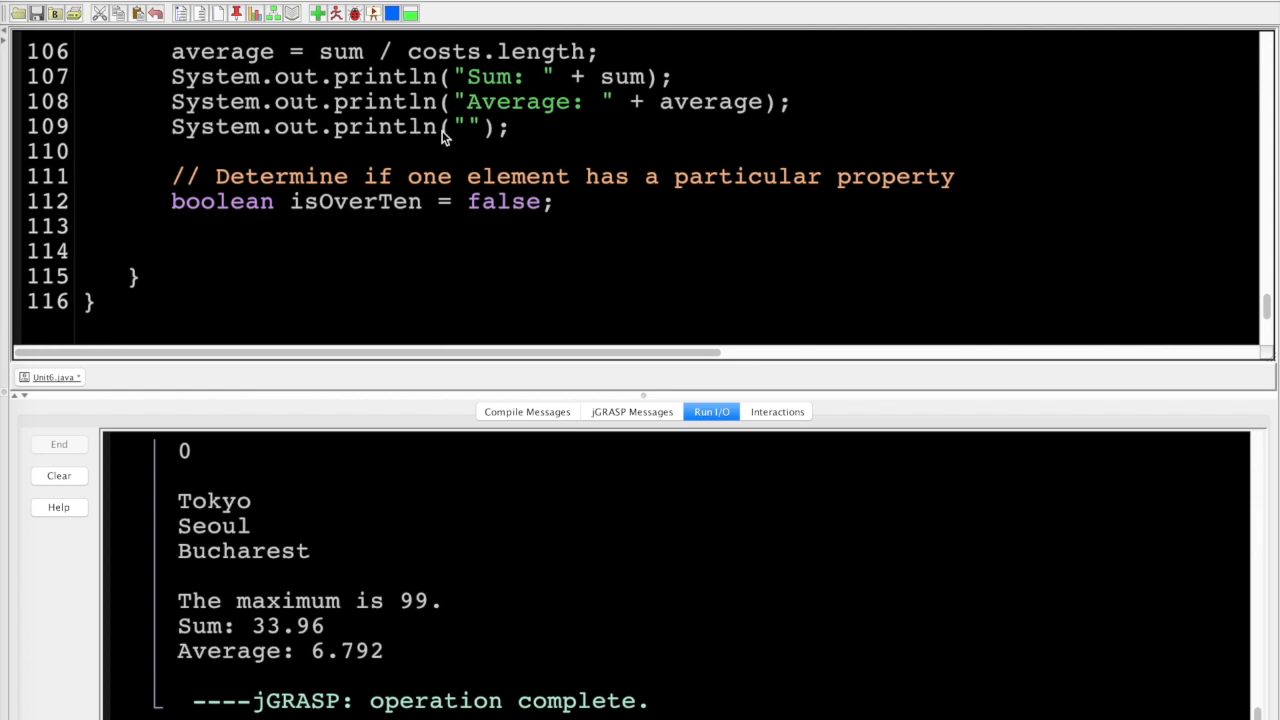 106 average = sum / costs.length;
107 System.out.println("Sum: " + sum);
108 System.out.println("Average: " + average);
109 System.out.println("");
110
111 // Determine if one element has a particular property
112 boolean isOverTen = false;
113
114
115 }
116 }
Unit6.java *
Compile Messages jGRASP Messages Run I/O Interactions
End
Clear
Help
0
Tokyo
Seoul
Bucharest
The maximum is 99.
Sum: 33.96
Average: 6.792
----jGRASP: operation complete.